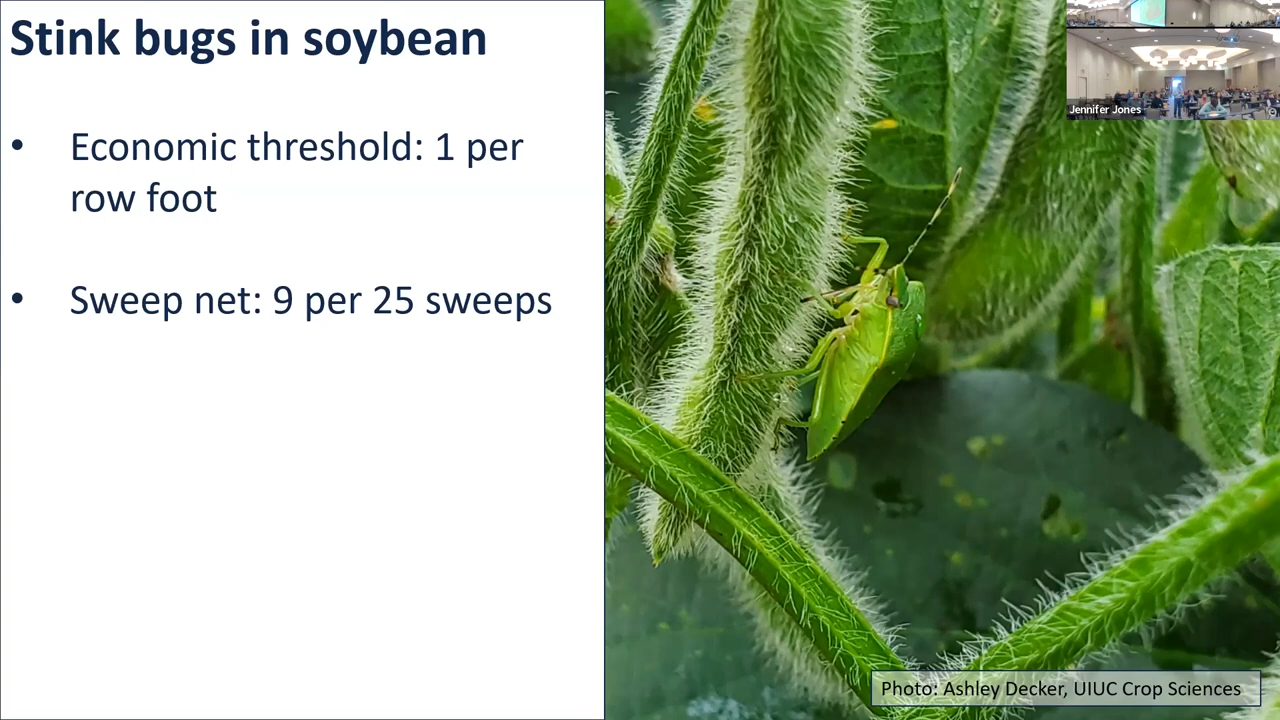 Stink bugs in soybean
• Economic threshold: 1 per
row foot
• Sweep net: 9 per 25 sweeps
Jennifer Jones
Photo: Ashley Decker, UIUC Crop Sciences